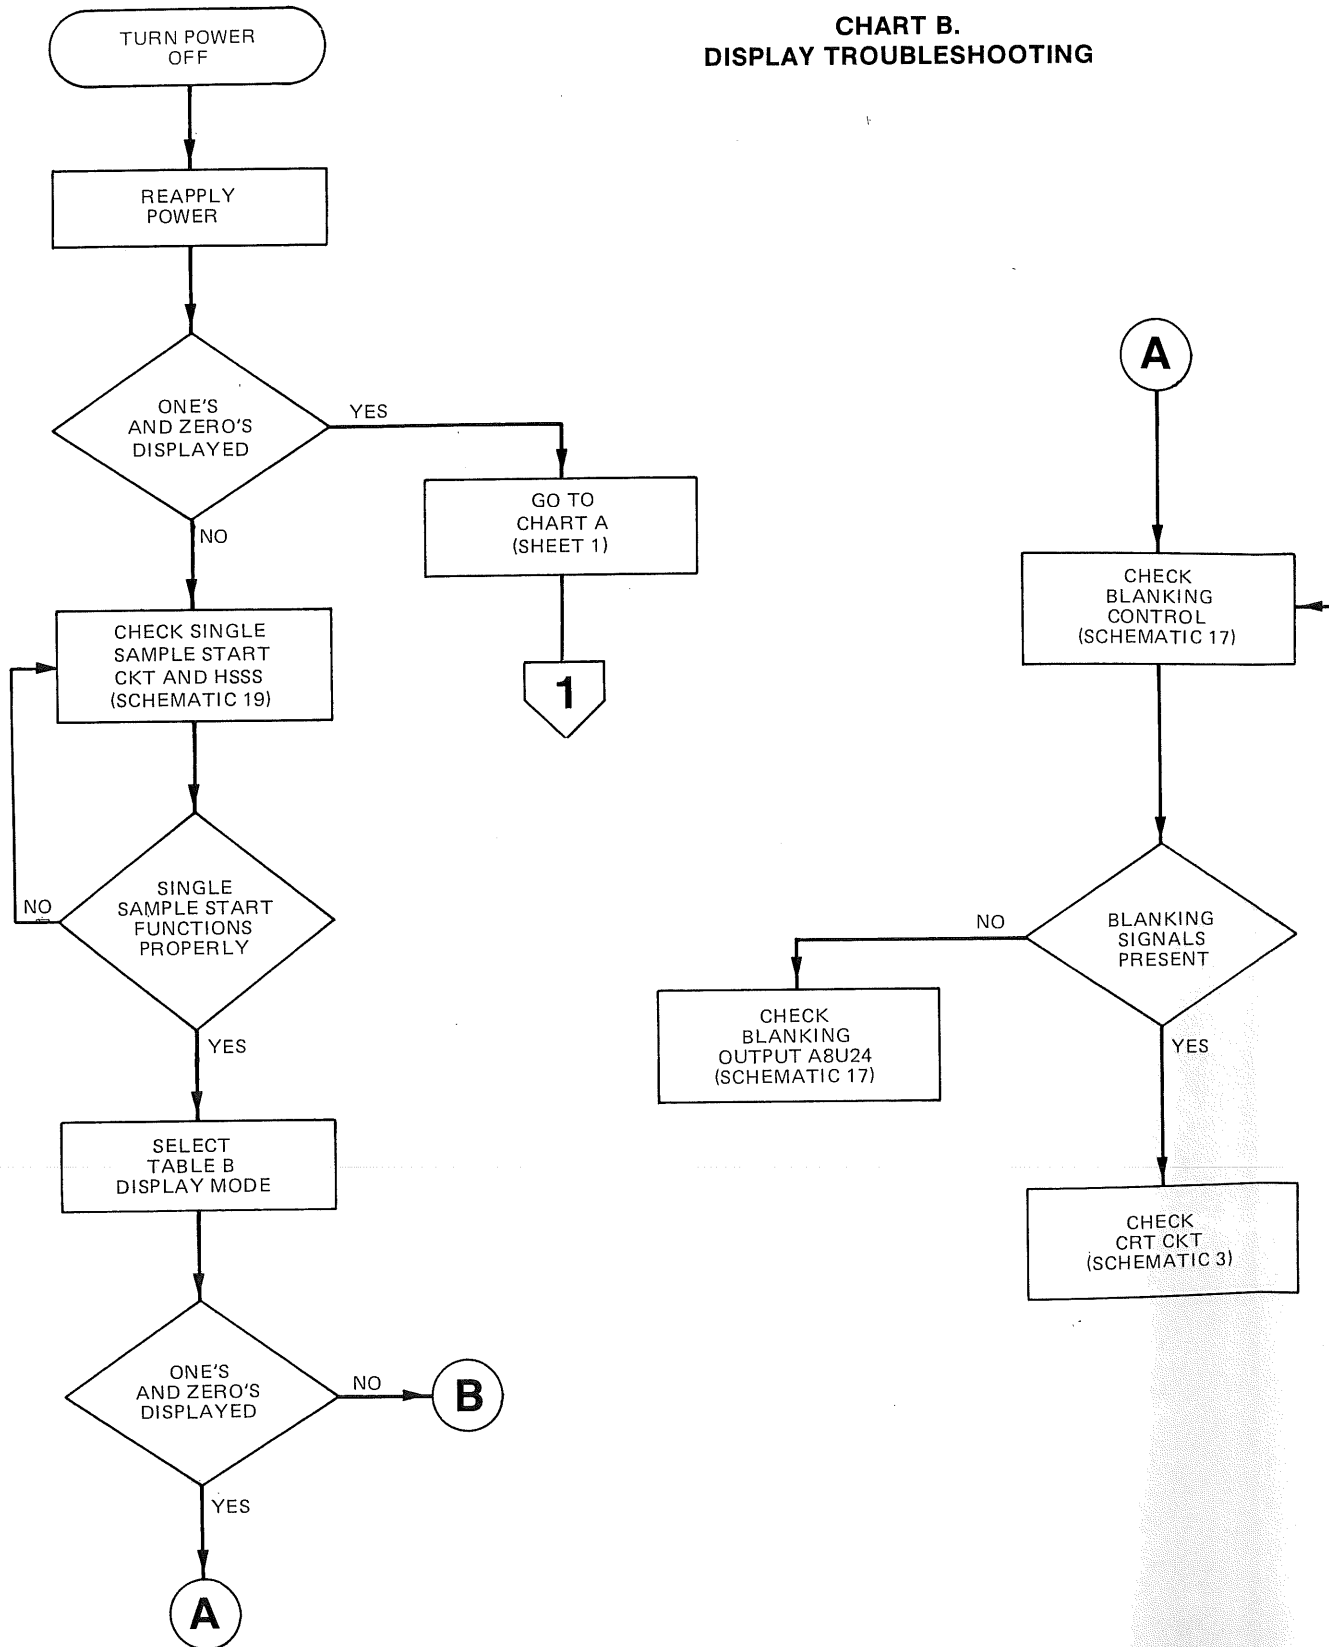 CHART B.
DISPLAY TROUBLESHOOTING
TURN POWER
OFF
REAPPLY
POWER
ONE'S
AND ZERO'S
DISPLAYED
YES
NO
GO TO
CHART A
(SHEET 1)
1
CHECK SINGLE
SAMPLE START
CKT AND HSSS
(SCHEMATIC 19)
SINGLE
SAMPLE START
FUNCTIONS
PROPERLY
NO
YES
SELECT
TABLE B
DISPLAY MODE
ONE'S
AND ZERO'S
DISPLAYED
NO
B
YES
A
A
CHECK
BLANKING
CONTROL
(SCHEMATIC 17)
BLANKING
SIGNALS
PRESENT
NO
CHECK
BLANKING
OUTPUT A8U24
(SCHEMATIC 17)
YES
CHECK
CRT CKT
(SCHEMATIC 3)